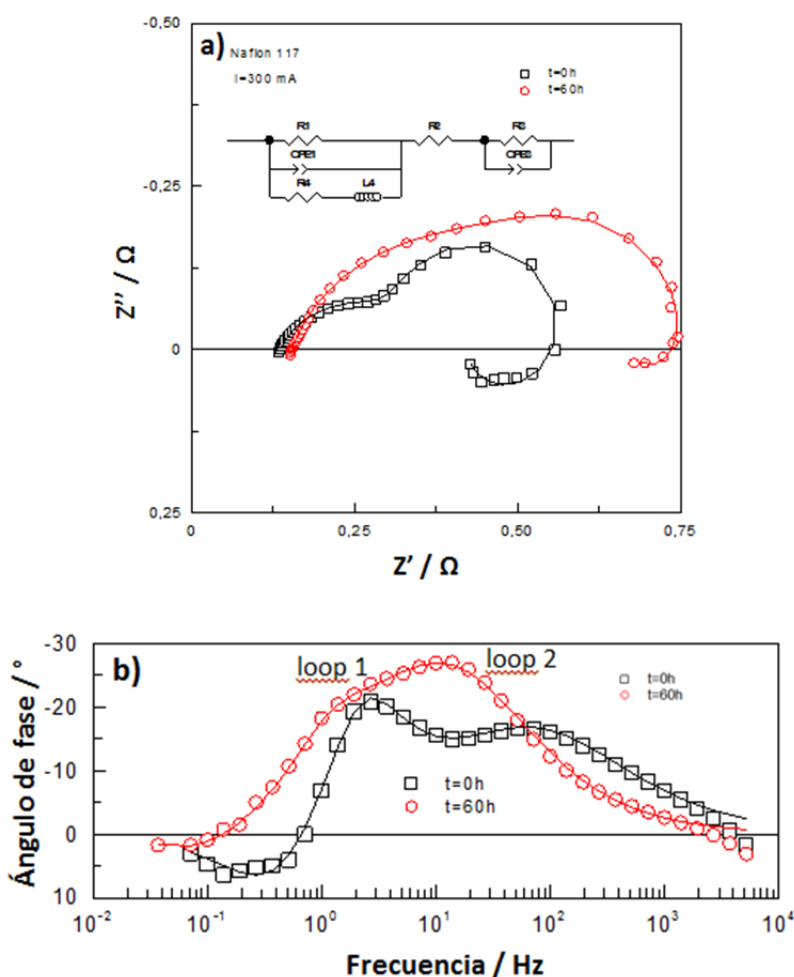 -0,50
a)
Nafion 117
I=300 mA
t=0h
t=60h
R1
R2
R3
CPE1
CPE3
R4
L4
-0,25
0
0,25
0
0,25
0,50
0,75
Z'' / Ω
Z' / Ω
-30
b)
loop 1
loop 2
t=0h
t=60h
-20
-10
t=0h
t=60h
0
10
10-2
10-1
100
101
102
103
104
Ángulo de fase / °
Frecuencia / Hz